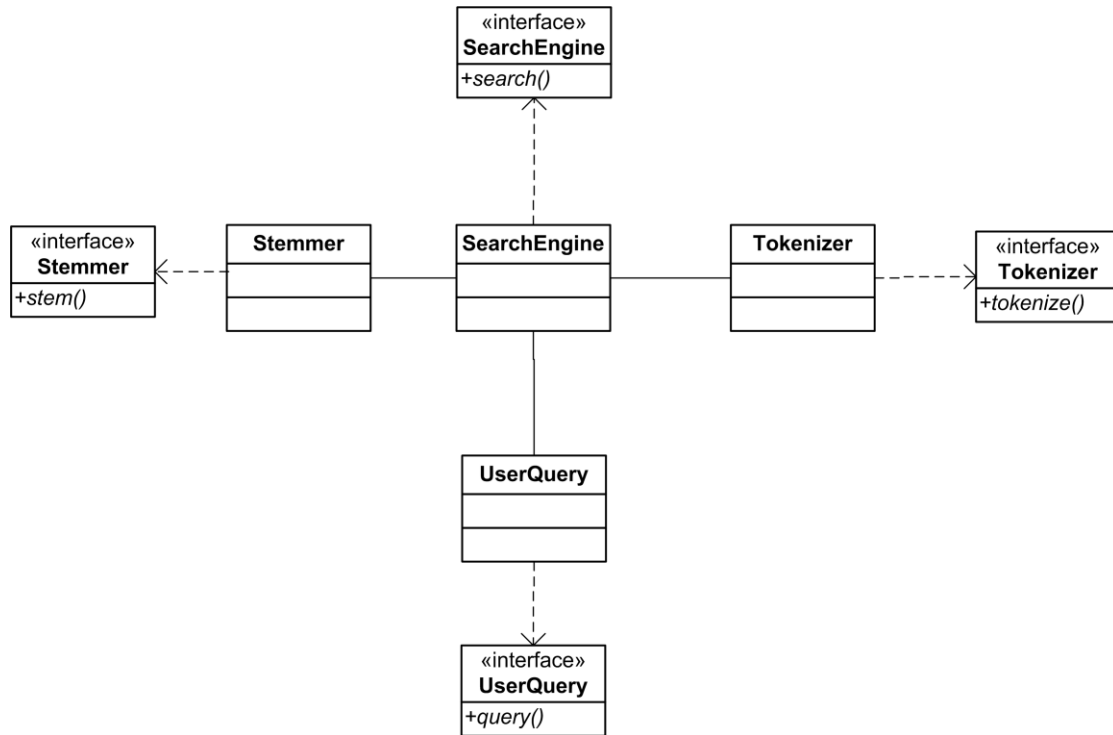 «interface»
SearchEngine
+search()
«interface»
Stemmer
+stem()
Stemmer
SearchEngine
Tokenizer
«interface»
Tokenizer
+tokenize()
UserQuery
«interface»
UserQuery
+query()